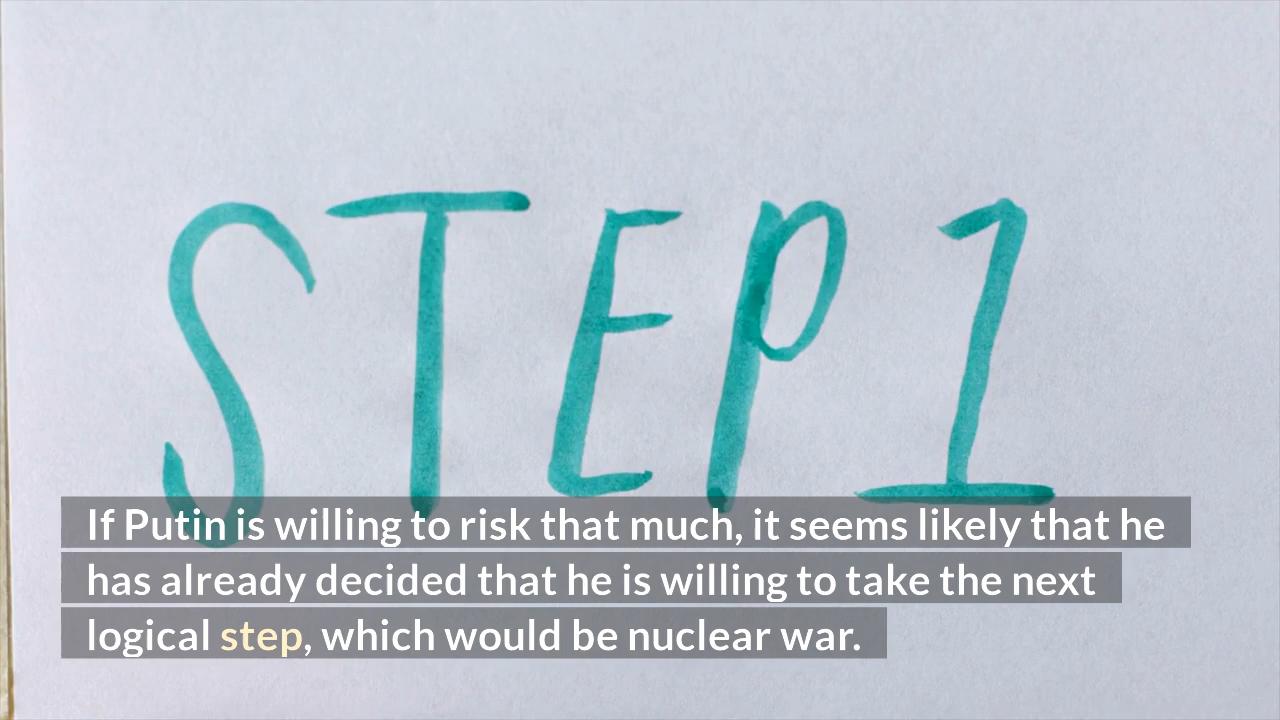 STEP 1
If Putin is willing to risk that much, it seems likely that he
has already decided that he is willing to take the next
logical step, which would be nuclear war.